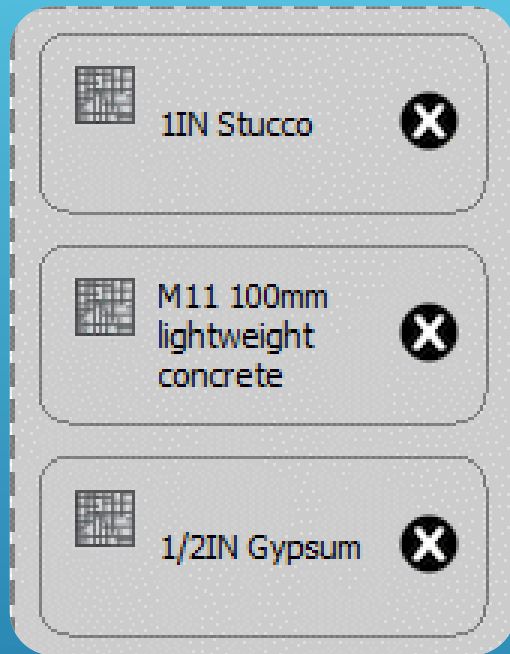 1IN Stucco
M11 100mm
lightweight
concrete
1/2IN Gypsum